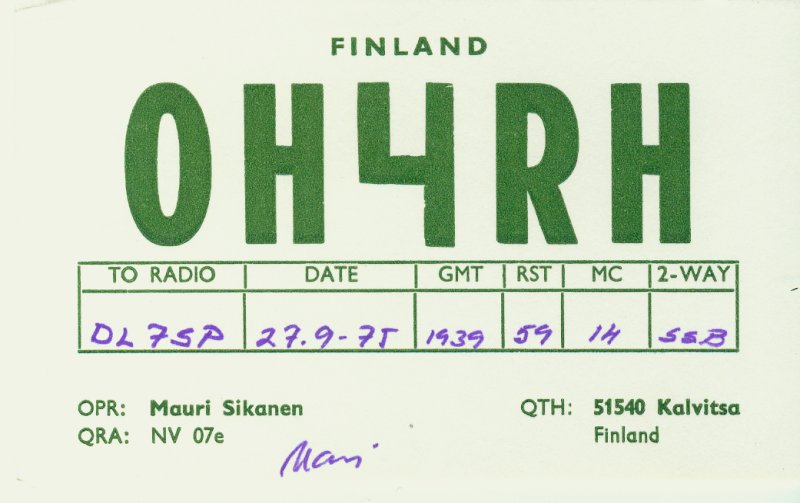 FINLAND
OH4RH
TO RADIO DATE GMT RST MC 2-WAY
DL7SP 27.9-75 1939 59 14 SSB
OPR: Mauri Sikanen QTH: 51540 Kalvitsa
QRA: NV 07e Finland